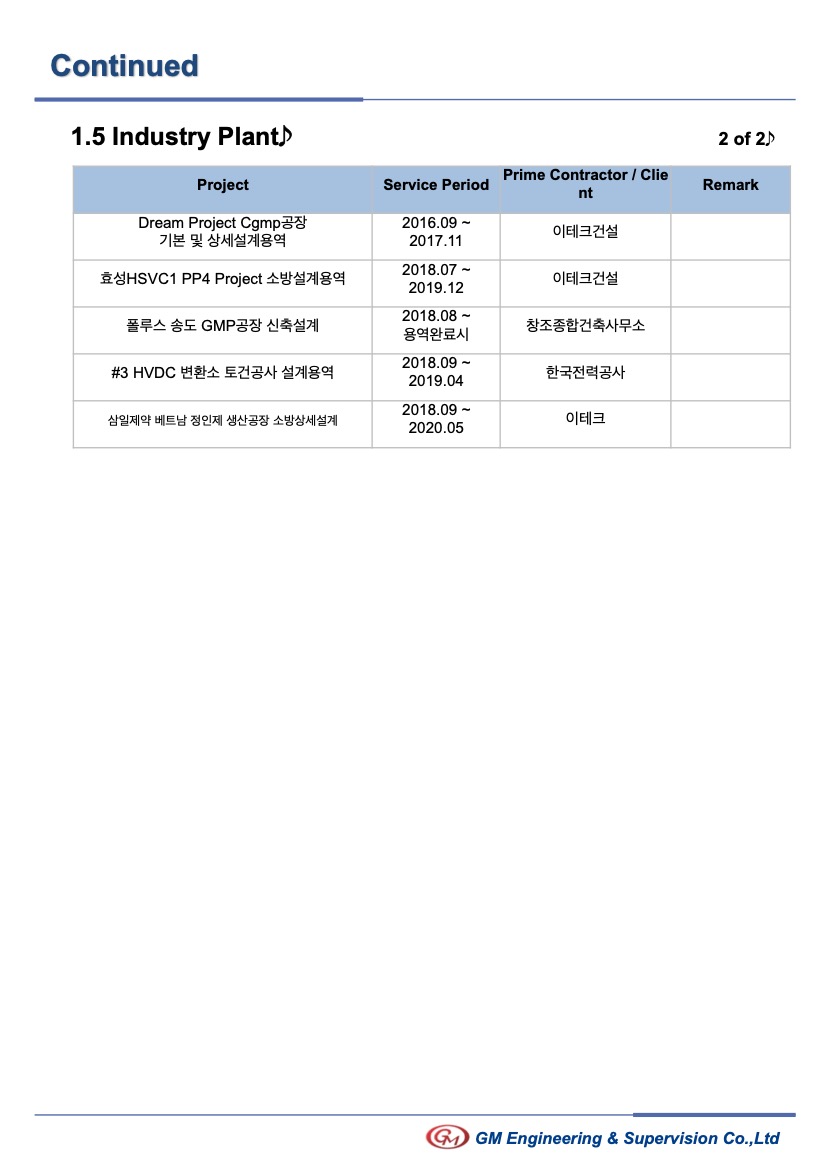 Continued
1.5 Industry Plant♪
2 of 2♪
Project
Service Period
Prime Contractor / Clie
nt
Remark
Dream Project Cgmp공장
기본 및 상세설계용역
2016.09 ~
2017.11
이테크건설
효성HSVC1 PP4 Project 소방설계용역
2018.07 ~
2019.12
이테크건설
폴루스 송도 GMP공장 신축설계
2018.08 ~
용역완료시
창조종합건축사무소
#3 HVDC 변환소 토건공사 설계용역
2018.09 ~
2019.04
한국전력공사
삼일제약 베트남 정인제 생산공장 소방상세설계
2018.09 ~
2020.05
이테크
GM GM Engineering & Supervision Co.,Ltd